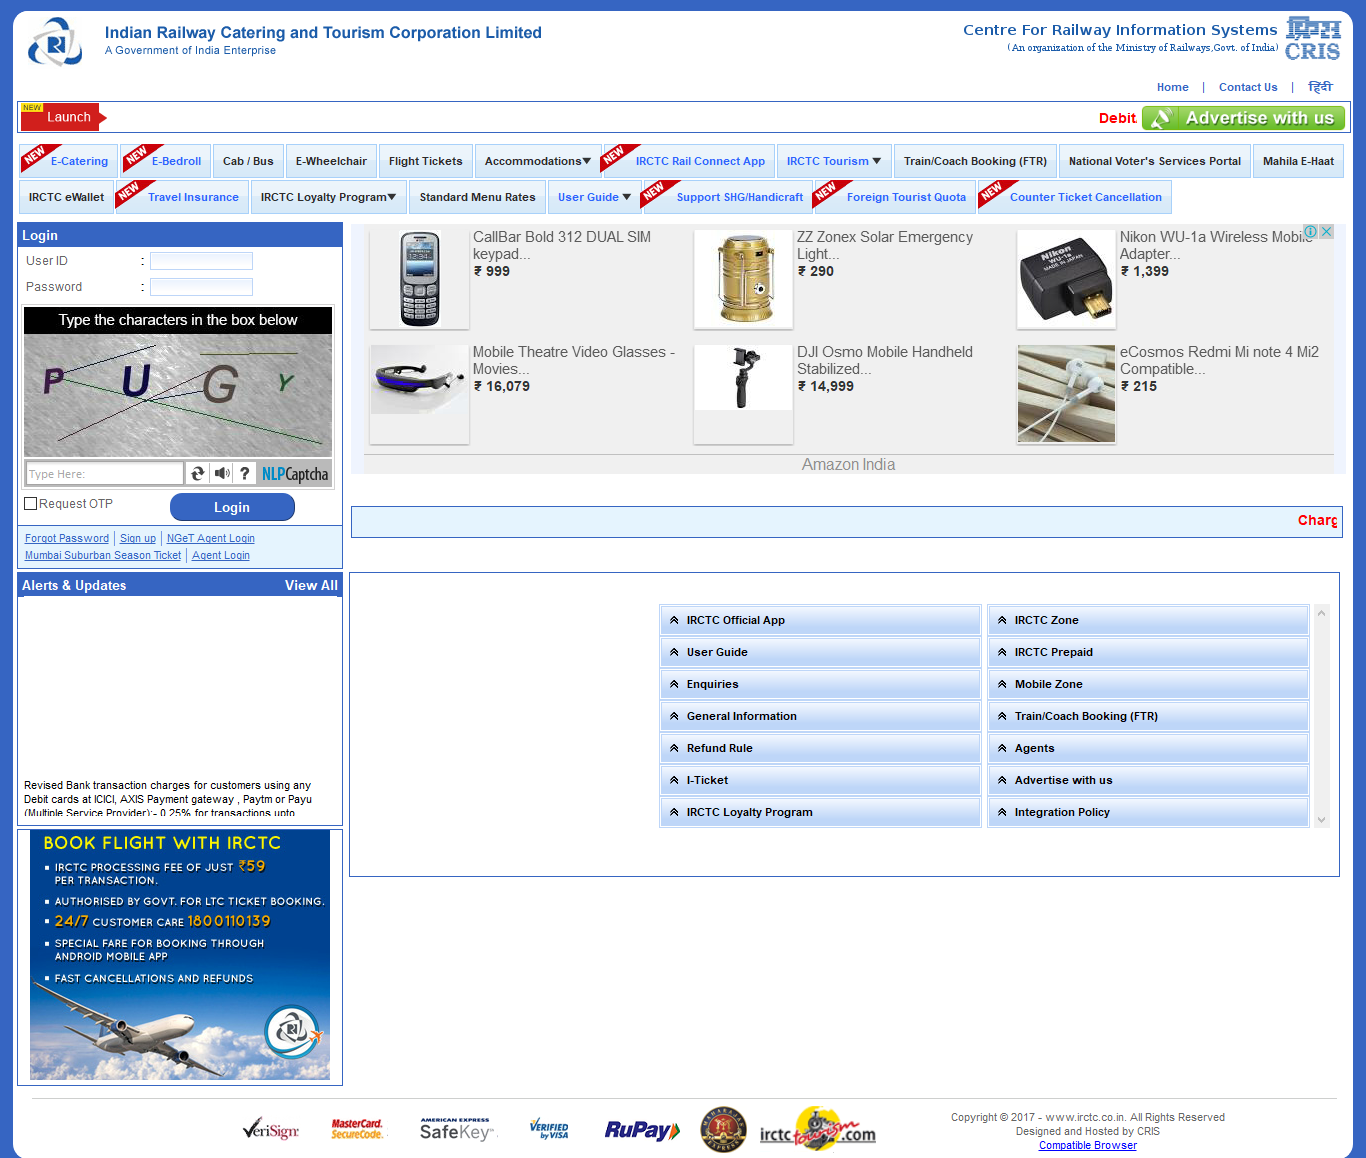 Indian Railway Catering and Tourism Corporation Limited
A Government of India Enterprise
Centre For Railway Information Systems
(An organization of the Ministry of Railways,Govt. of India)
CRIS
Home | Contact Us | हिंदी
NEW
Launch
Debit
Advertise with us
NEW E-Catering
NEW E-Bedroll
Cab / Bus
E-Wheelchair
Flight Tickets
Accommodations
NEW IRCTC Rail Connect App
IRCTC Tourism
Train/Coach Booking (FTR)
National Voter's Services Portal
Mahila E-Haat
IRCTC eWallet
NEW Travel Insurance
IRCTC Loyalty Program
Standard Menu Rates
User Guide
NEW Support SHG/Handicraft
NEW Foreign Tourist Quota
NEW Counter Ticket Cancellation
Login
User ID :
Password :
Type the characters in the box below
P U G Y
Type Here:
? NLPCaptcha
Request OTP
Login
Forgot Password | Sign up | NGeT Agent Login
Mumbai Suburban Season Ticket | Agent Login
CallBar Bold 312 DUAL SIM
keypad...
₹ 999
ZZ Zonex Solar Emergency
Light...
₹ 290
Nikon WU-1a Wireless Mobile
Adapter...
₹ 1,399
Nikon
WU-1a
MADE IN JAPAN
Mobile Theatre Video Glasses -
Movies...
₹ 16,079
DJI Osmo Mobile Handheld
Stabilized...
₹ 14,999
eCosmos Redmi Mi note 4 Mi2
Compatible...
₹ 215
Amazon India
Charg
Alerts & Updates
View All
Revised Bank transaction charges for customers using any
Debit cards at ICICI, AXIS Payment gateway , Paytm or Payu
(Multiple Service Provider):- 0.25% for transactions upto
IRCTC Official App
User Guide
Enquiries
General Information
Refund Rule
I-Ticket
IRCTC Loyalty Program
IRCTC Zone
IRCTC Prepaid
Mobile Zone
Train/Coach Booking (FTR)
Agents
Advertise with us
Integration Policy
BOOK FLIGHT WITH IRCTC
IRCTC PROCESSING FEE OF JUST ₹59
PER TRANSACTION.
AUTHORISED BY GOVT. FOR LTC TICKET BOOKING.
24/7 CUSTOMER CARE 1800110139
SPECIAL FARE FOR BOOKING THROUGH
ANDROID MOBILE APP
FAST CANCELLATIONS AND REFUNDS
VeriSign
MasterCard.
SecureCode.
AMERICAN EXPRESS
SafeKey
VERIFIED
by VISA
RuPay
irctc tourism .com
Copyright © 2017 - www.irctc.co.in. All Rights Reserved
Designed and Hosted by CRIS
Compatible Browser